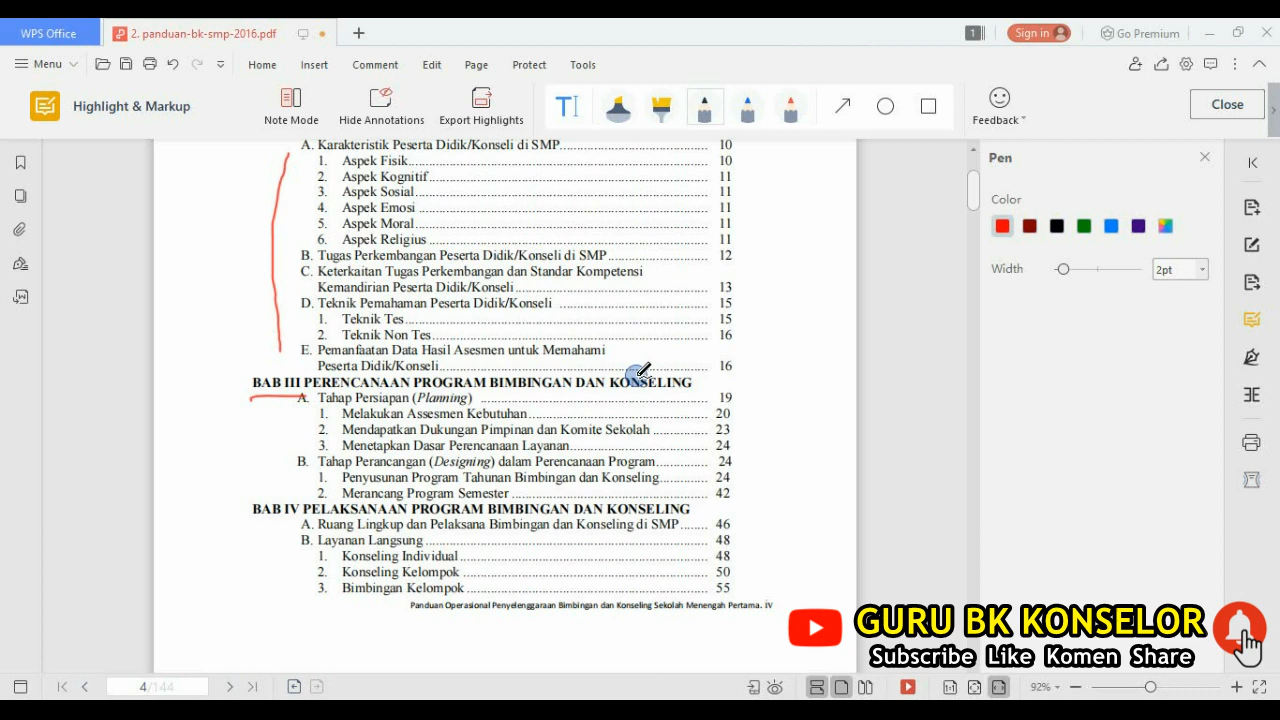 WPS Office
2. panduan-bk-smp-2016.pdf
1
Sign in
Go Premium
Menu
Home
Insert
Comment
Edit
Page
Protect
Tools
Highlight & Markup
Note Mode
Hide Annotations
Export Highlights
T
Feedback
Close
A. Karakteristik Peserta Didik/Konseli di SMP 10
1. Aspek Fisik 10
2. Aspek Kognitif 11
3. Aspek Sosial 11
4. Aspek Emosi 11
5. Aspek Moral 11
6. Aspek Religius 11
B. Tugas Perkembangan Peserta Didik/Konseli di SMP 12
C. Keterkaitan Tugas Perkembangan dan Standar Kompetensi
Kemandirian Peserta Didik/Konseli 13
D. Teknik Pemahaman Peserta Didik/Konseli 15
1. Teknik Tes 15
2. Teknik Non Tes 16
E. Pemanfaatan Data Hasil Asesmen untuk Memahami
Peserta Didik/Konseli 16
BAB III PERENCANAAN PROGRAM BIMBINGAN DAN KONSELING
A. Tahap Persiapan (Planning) 19
1. Melakukan Assesmen Kebutuhan 20
2. Mendapatkan Dukungan Pimpinan dan Komite Sekolah 23
3. Menetapkan Dasar Perencanaan Layanan 24
B. Tahap Perancangan (Designing) dalam Perencanaan Program 24
1. Penyusunan Program Tahunan Bimbingan dan Konseling 24
2. Merancang Program Semester 42
BAB IV PELAKSANAAN PROGRAM BIMBINGAN DAN KONSELING
A. Ruang Lingkup dan Pelaksana Bimbingan dan Konseling di SMP 46
B. Layanan Langsung 48
1. Konseling Individual 48
2. Konseling Kelompok 50
3. Bimbingan Kelompok 55
Panduan Operasional Penyelenggaraan Bimbingan dan Konseling Sekolah Menengah Pertama. iv
Pen
Color
Width
2pt
GURU BK KONSELOR
Subscribe Like Komen Share
4/144
92%